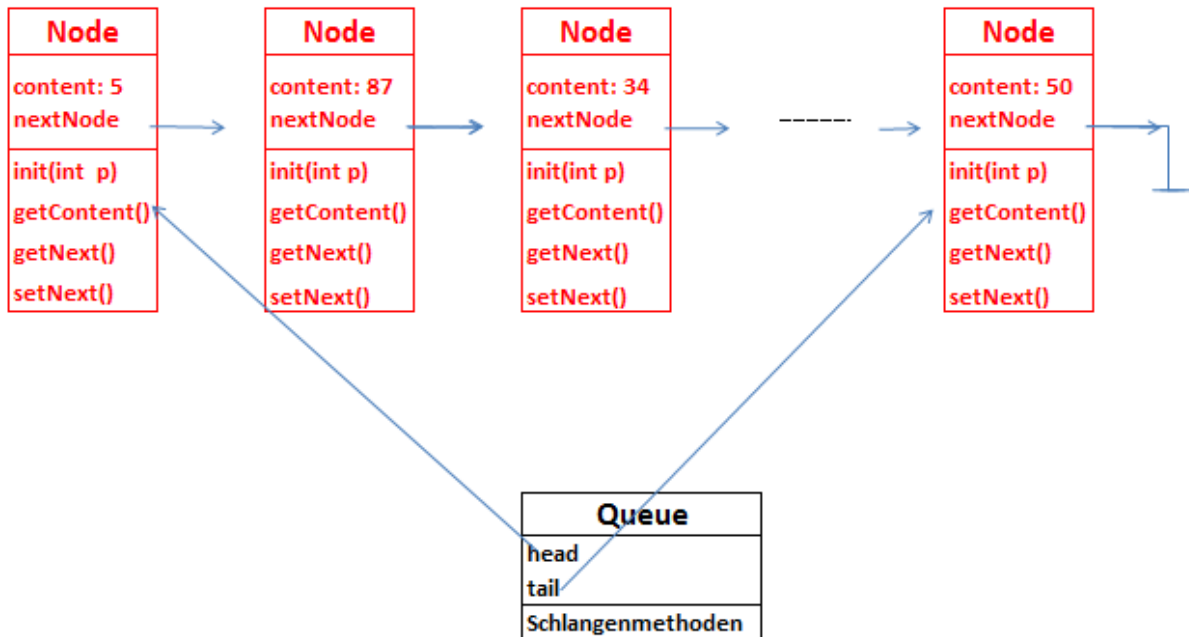 Node
content: 5
nextNode
init(int p)
getContent()
getNext()
setNext()
Node
content: 87
nextNode
init(int p)
getContent()
getNext()
setNext()
Node
content: 34
nextNode
init(int p)
getContent()
getNext()
setNext()
Node
content: 50
nextNode
init(int p)
getContent()
getNext()
setNext()
Queue
head
tail
Schlangenmethoden